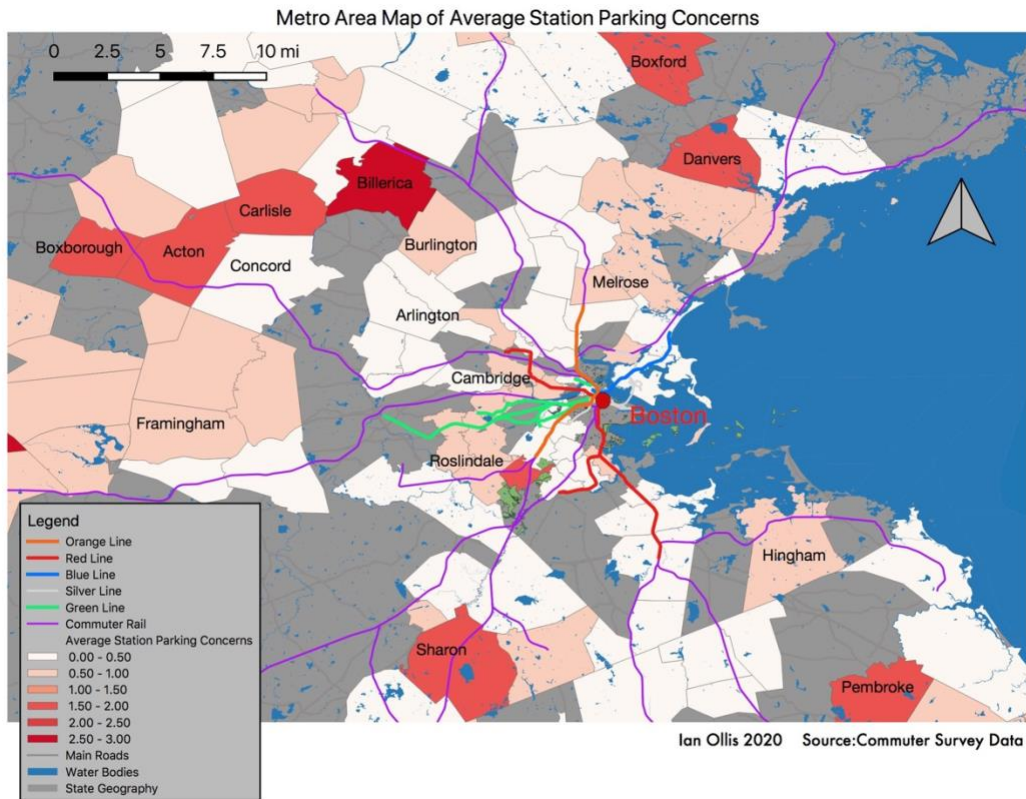 Metro Area Map of Average Station Parking Concerns
0 2.5 5 7.5 10 mi
Boxford
Danvers
Billerica
Carlisle
Burlington
Boxborough
Acton
Concord
Melrose
Arlington
Cambridge
Boston
Framingham
Roslindale
Hingham
Sharon
Pembroke
Legend
Orange Line
Red Line
Blue Line
Silver Line
Green Line
Commuter Rail
Average Station Parking Concerns
0.00 - 0.50
0.50 - 1.00
1.00 - 1.50
1.50 - 2.00
2.00 - 2.50
2.50 - 3.00
Main Roads
Water Bodies
State Geography
Ian Ollis 2020 Source:Commuter Survey Data